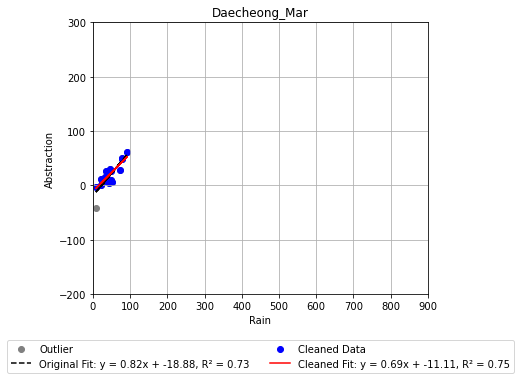 Daecheong_Mar
300
200
100
0
−100
−200
Abstraction
0 100 200 300 400 500 600 700 800 900
Rain
Outlier Cleaned Data
Original Fit: y = 0.82x + -18.88, R² = 0.73 Cleaned Fit: y = 0.69x + -11.11, R² = 0.75